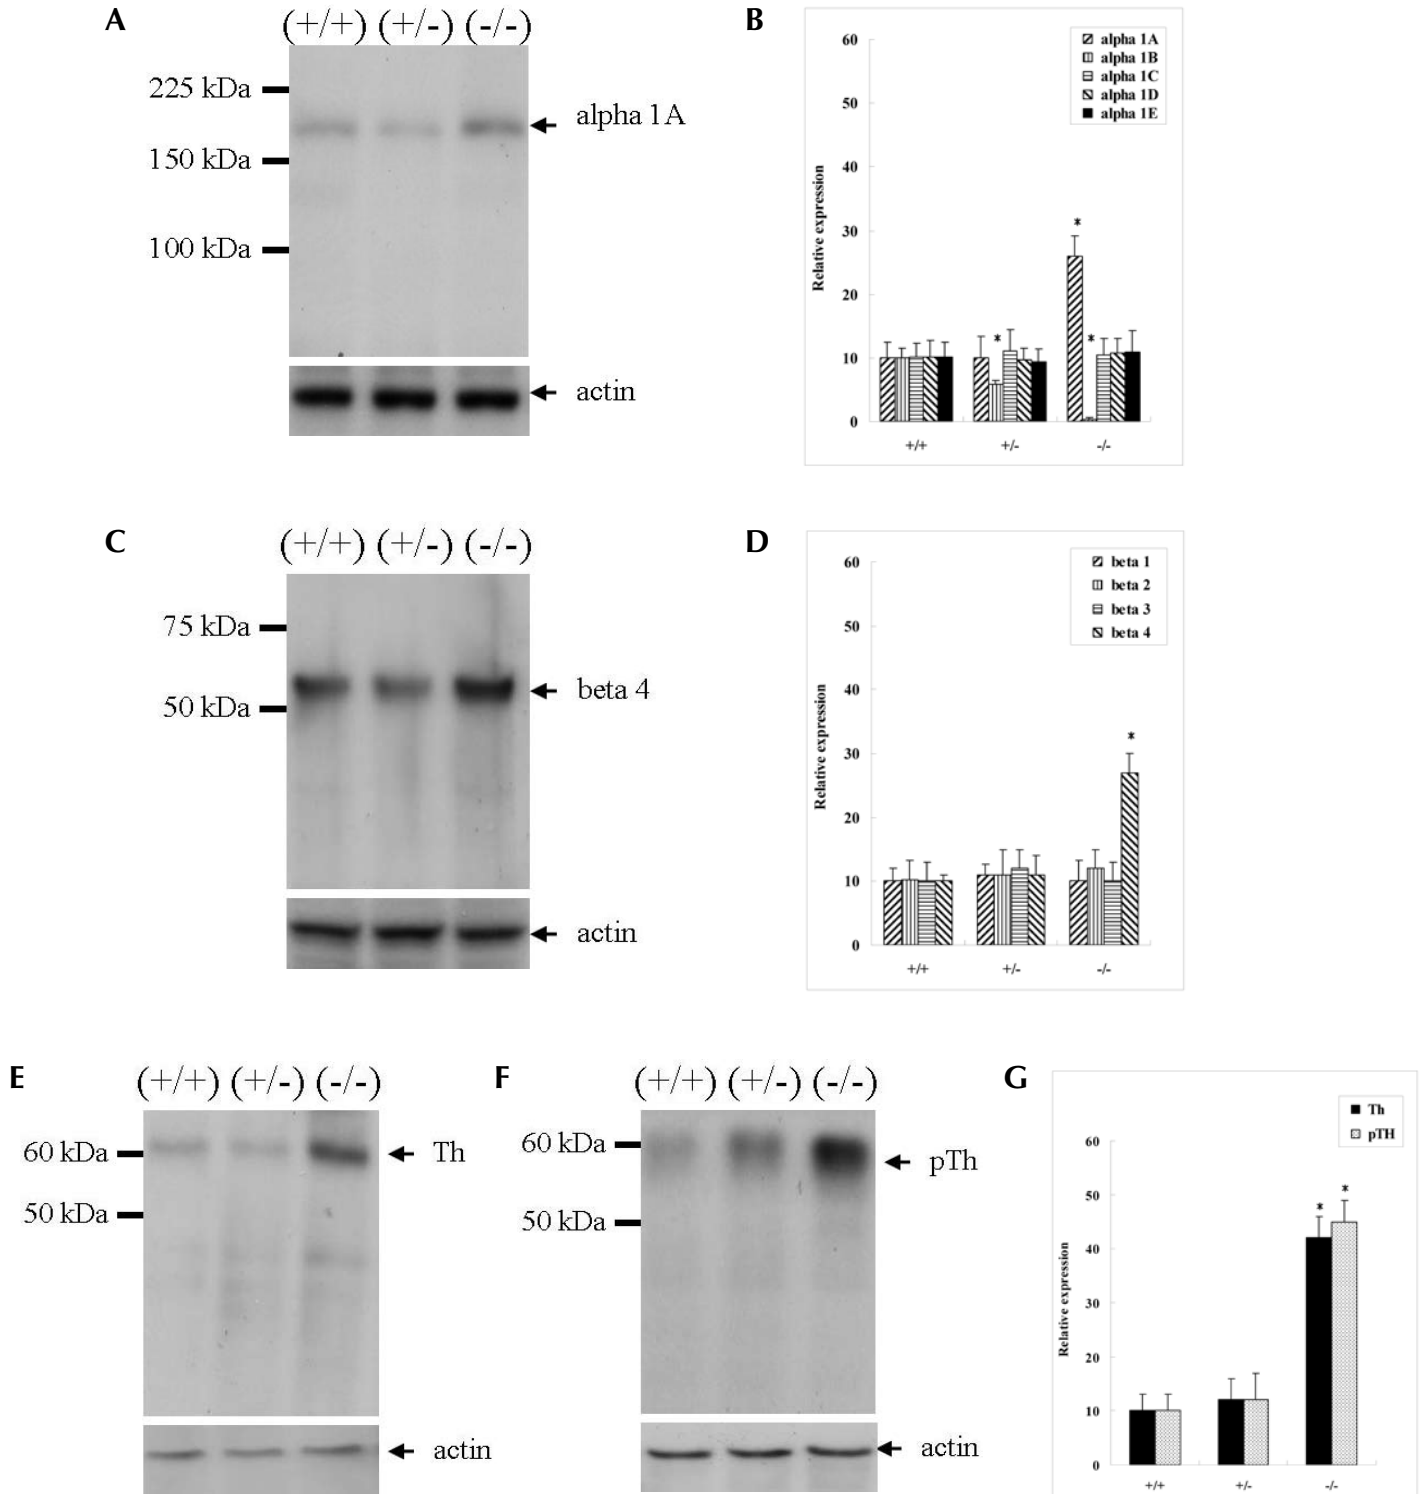 A
(+/+) (+/-) (-/-)
225 kDa
150 kDa
100 kDa
alpha 1A
actin
B
60
50
40
30
20
10
0
Relative expression
alpha 1A
alpha 1B
alpha 1C
alpha 1D
alpha 1E
*
*
*
+/+ +/- -/-
C
(+/+) (+/-) (-/-)
75 kDa
50 kDa
beta 4
actin
D
60
50
40
30
20
10
0
Relative expression
beta 1
beta 2
beta 3
beta 4
*
+/+ +/- -/-
E
(+/+) (+/-) (-/-)
60 kDa
50 kDa
Th
actin
F
(+/+) (+/-) (-/-)
60 kDa
50 kDa
pTh
actin
G
60
50
40
30
20
10
0
Relative expression
Th
pTH
* *
+/+ +/- -/-